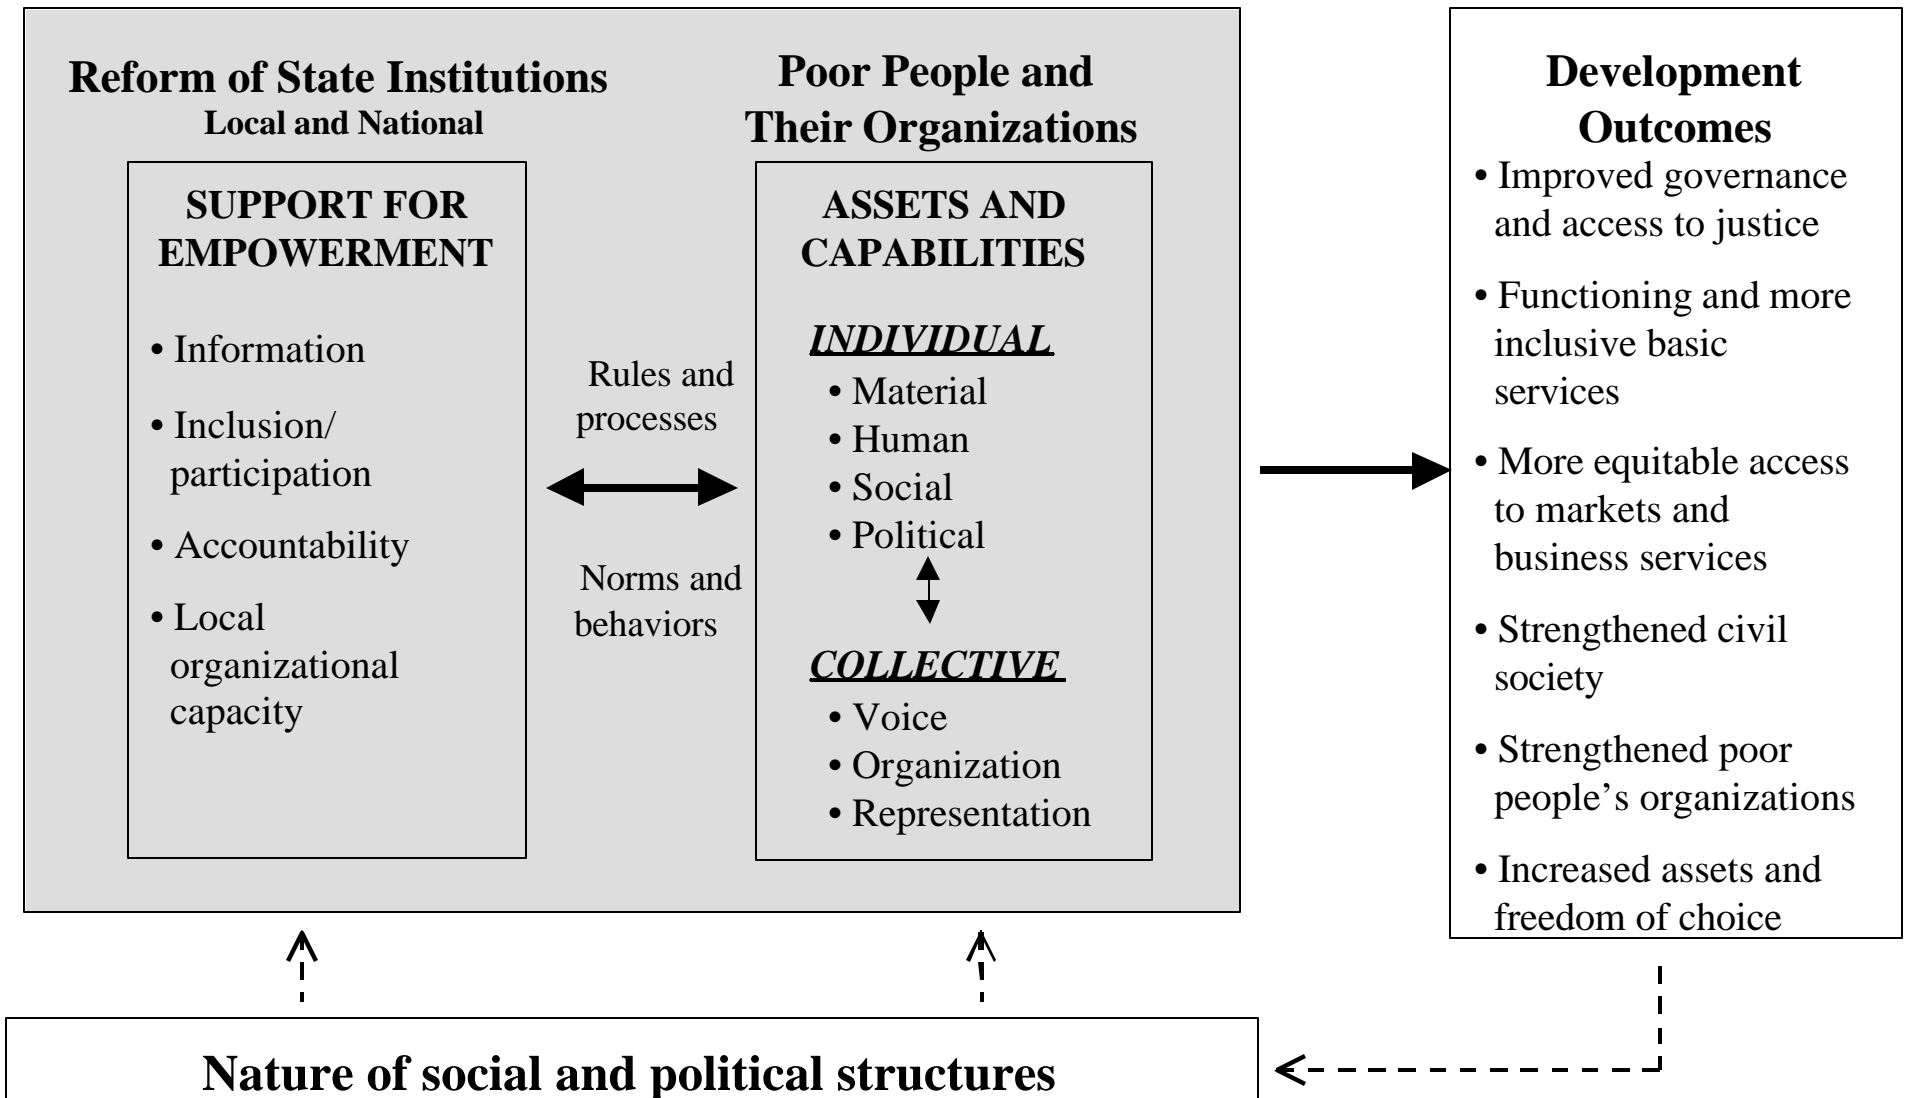 Reform of State Institutions
Local and National
SUPPORT FOR
EMPOWERMENT
• Information
• Inclusion/
participation
• Accountability
• Local
organizational
capacity
Rules and
processes
Norms and
behaviors
Poor People and
Their Organizations
ASSETS AND
CAPABILITIES
INDIVIDUAL
• Material
• Human
• Social
• Political
COLLECTIVE
• Voice
• Organization
• Representation
Development
Outcomes
• Improved governance
and access to justice
• Functioning and more
inclusive basic
services
• More equitable access
to markets and
business services
• Strengthened civil
society
• Strengthened poor
people’s organizations
• Increased assets and
freedom of choice
Nature of social and political structures